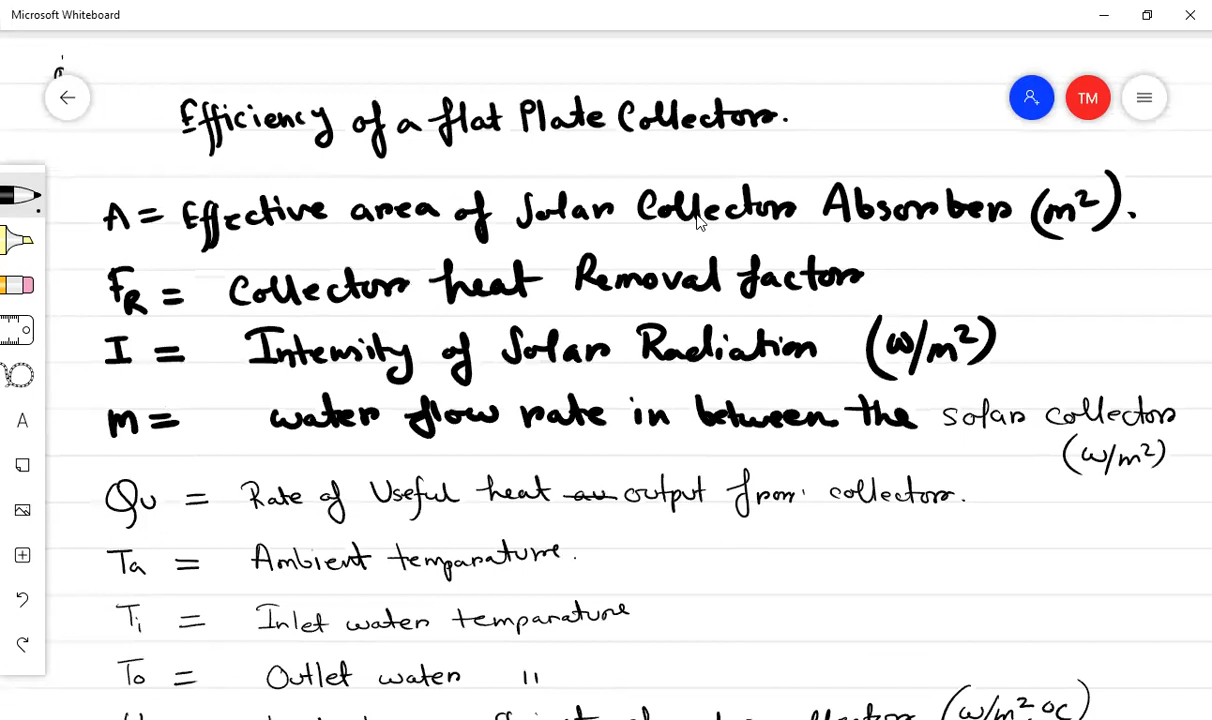 Microsoft Whiteboard
TM
Efficiency of a flat Plate Collector.
A = Effective area of Solar Collector Absorber (m²).
FR = Collector heat Removal factor
I = Intensity of Solar Radiation (W/m²)
m = water flow rate in between the solar collector
(W/m²)
Qu = Rate of Useful heat output from collector.
Ta = Ambient temparature.
Ti = Inlet water temparature
To = Outlet water "
(W/m², °C)
A